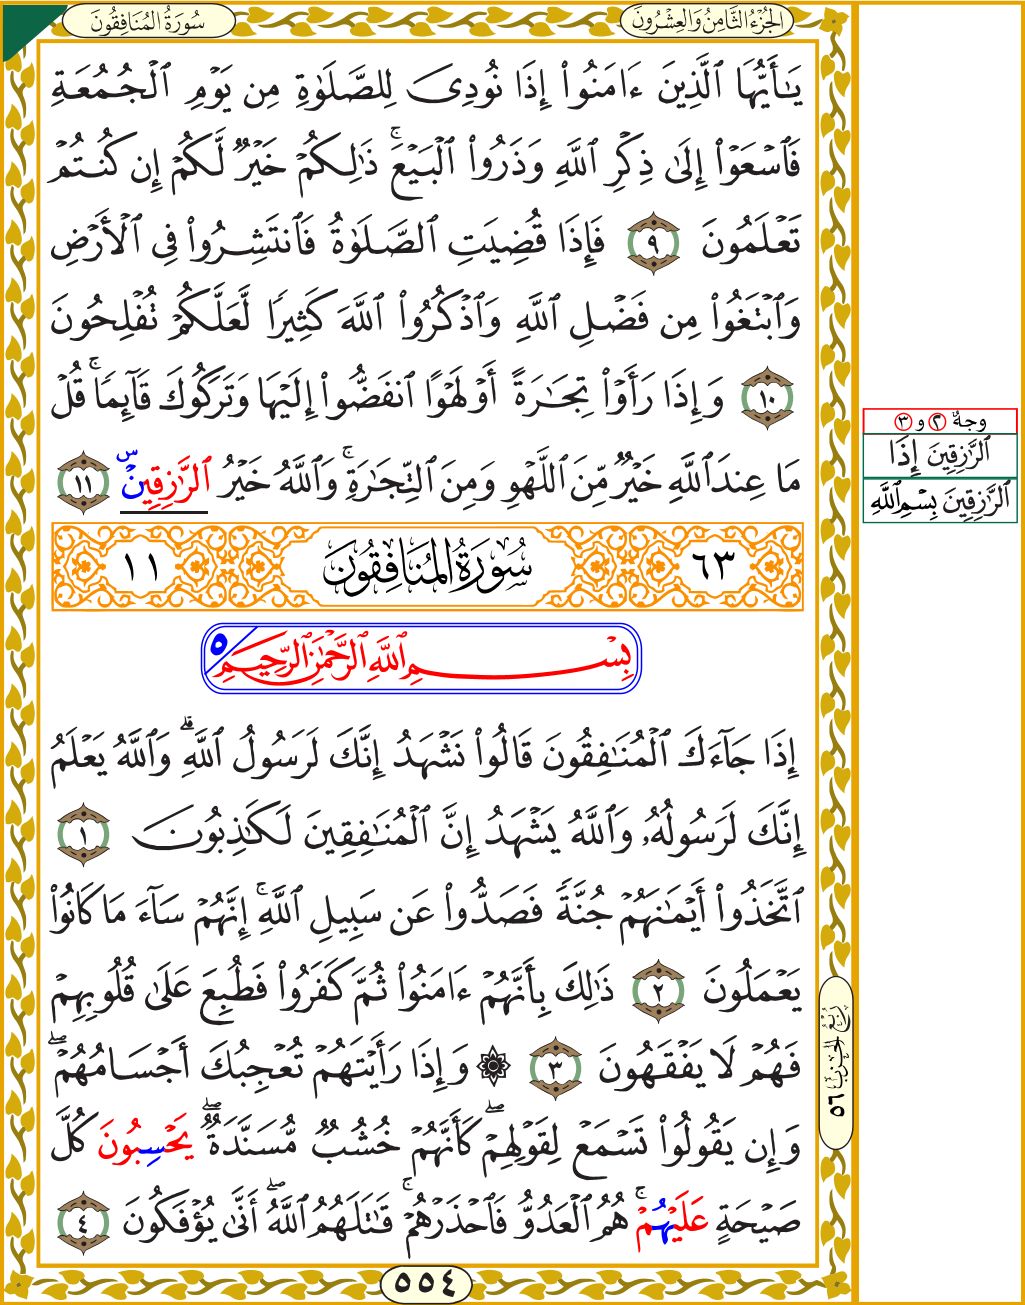 الجُزْءُ الثَّامِنُ وَالعِشْرُونَ
سُورَةُ المُنَافِقُونَ
يَـٰٓأَيُّهَا ٱلَّذِينَ ءَامَنُوٓا۟ إِذَا نُودِىَ لِلصَّلَوٰةِ مِن يَوْمِ ٱلْجُمُعَةِ
فَٱسْعَوْا۟ إِلَىٰ ذِكْرِ ٱللَّهِ وَذَرُوا۟ ٱلْبَيْعَ ۚ ذَٰلِكُمْ خَيْرٌ لَّكُمْ إِن كُنتُمْ
تَعْلَمُونَ ٩ فَإِذَا قُضِيَتِ ٱلصَّلَوٰةُ فَٱنتَشِرُوا۟ فِى ٱلْأَرْضِ
وَٱبْتَغُوا۟ مِن فَضْلِ ٱللَّهِ وَٱذْكُرُوا۟ ٱللَّهَ كَثِيرًا لَّعَلَّكُمْ تُفْلِحُونَ
١٠ وَإِذَا رَأَوْا۟ تِجَـٰرَةً أَوْ لَهْوًا ٱنفَضُّوٓا۟ إِلَيْهَا وَتَرَكُوكَ قَآئِمًا ۚ قُلْ
مَا عِندَ ٱللَّهِ خَيْرٌ مِّنَ ٱللَّهْوِ وَمِنَ ٱلتِّجَـٰرَةِ ۚ وَٱللَّهُ خَيْرُ ٱلرَّٰزِقِينَ س ١١
٦٣ سُورَةُ المُنَافِقُونَ ١١
بِسْمِ ٱللَّهِ ٱلرَّحْمَـٰنِ ٱلرَّحِيمِ ٥
إِذَا جَآءَكَ ٱلْمُنَـٰفِقُونَ قَالُوا۟ نَشْهَدُ إِنَّكَ لَرَسُولُ ٱللَّهِ ۗ وَٱللَّهُ يَعْلَمُ
إِنَّكَ لَرَسُولُهُۥ وَٱللَّهُ يَشْهَدُ إِنَّ ٱلْمُنَـٰفِقِينَ لَكَـٰذِبُونَ ١
ٱتَّخَذُوٓا۟ أَيْمَـٰنَهُمْ جُنَّةً فَصَدُّوا۟ عَن سَبِيلِ ٱللَّهِ ۚ إِنَّهُمْ سَآءَ مَا كَانُوا۟
يَعْمَلُونَ ٢ ذَٰلِكَ بِأَنَّهُمْ ءَامَنُوا۟ ثُمَّ كَفَرُوا۟ فَطُبِعَ عَلَىٰ قُلُوبِهِمْ
فَهُمْ لَا يَفْقَهُونَ ٣ ۞ وَإِذَا رَأَيْتَهُمْ تُعْجِبُكَ أَجْسَامُهُمْ ۖ
وَإِن يَقُولُوا۟ تَسْمَعْ لِقَوْلِهِمْ ۖ كَأَنَّهُمْ خُشُبٌ مُّسَنَّدَةٌ ۖ يَحْسِبُونَ كُلَّ
صَيْحَةٍ عَلَيْهُمْ ۚ هُمُ ٱلْعَدُوُّ فَٱحْذَرْهُمْ ۚ قَـٰتَلَهُمُ ٱللَّهُ ۖ أَنَّىٰ يُؤْفَكُونَ ٤
وجهٌ ٢ و ٣
ٱلرَّٰزِقِينَ إِذَا
ٱلرَّٰزِقِينَ بِسْمِ ٱللَّهِ
رُبُعُ الحِزْبِ ٥٦
٥٥٤